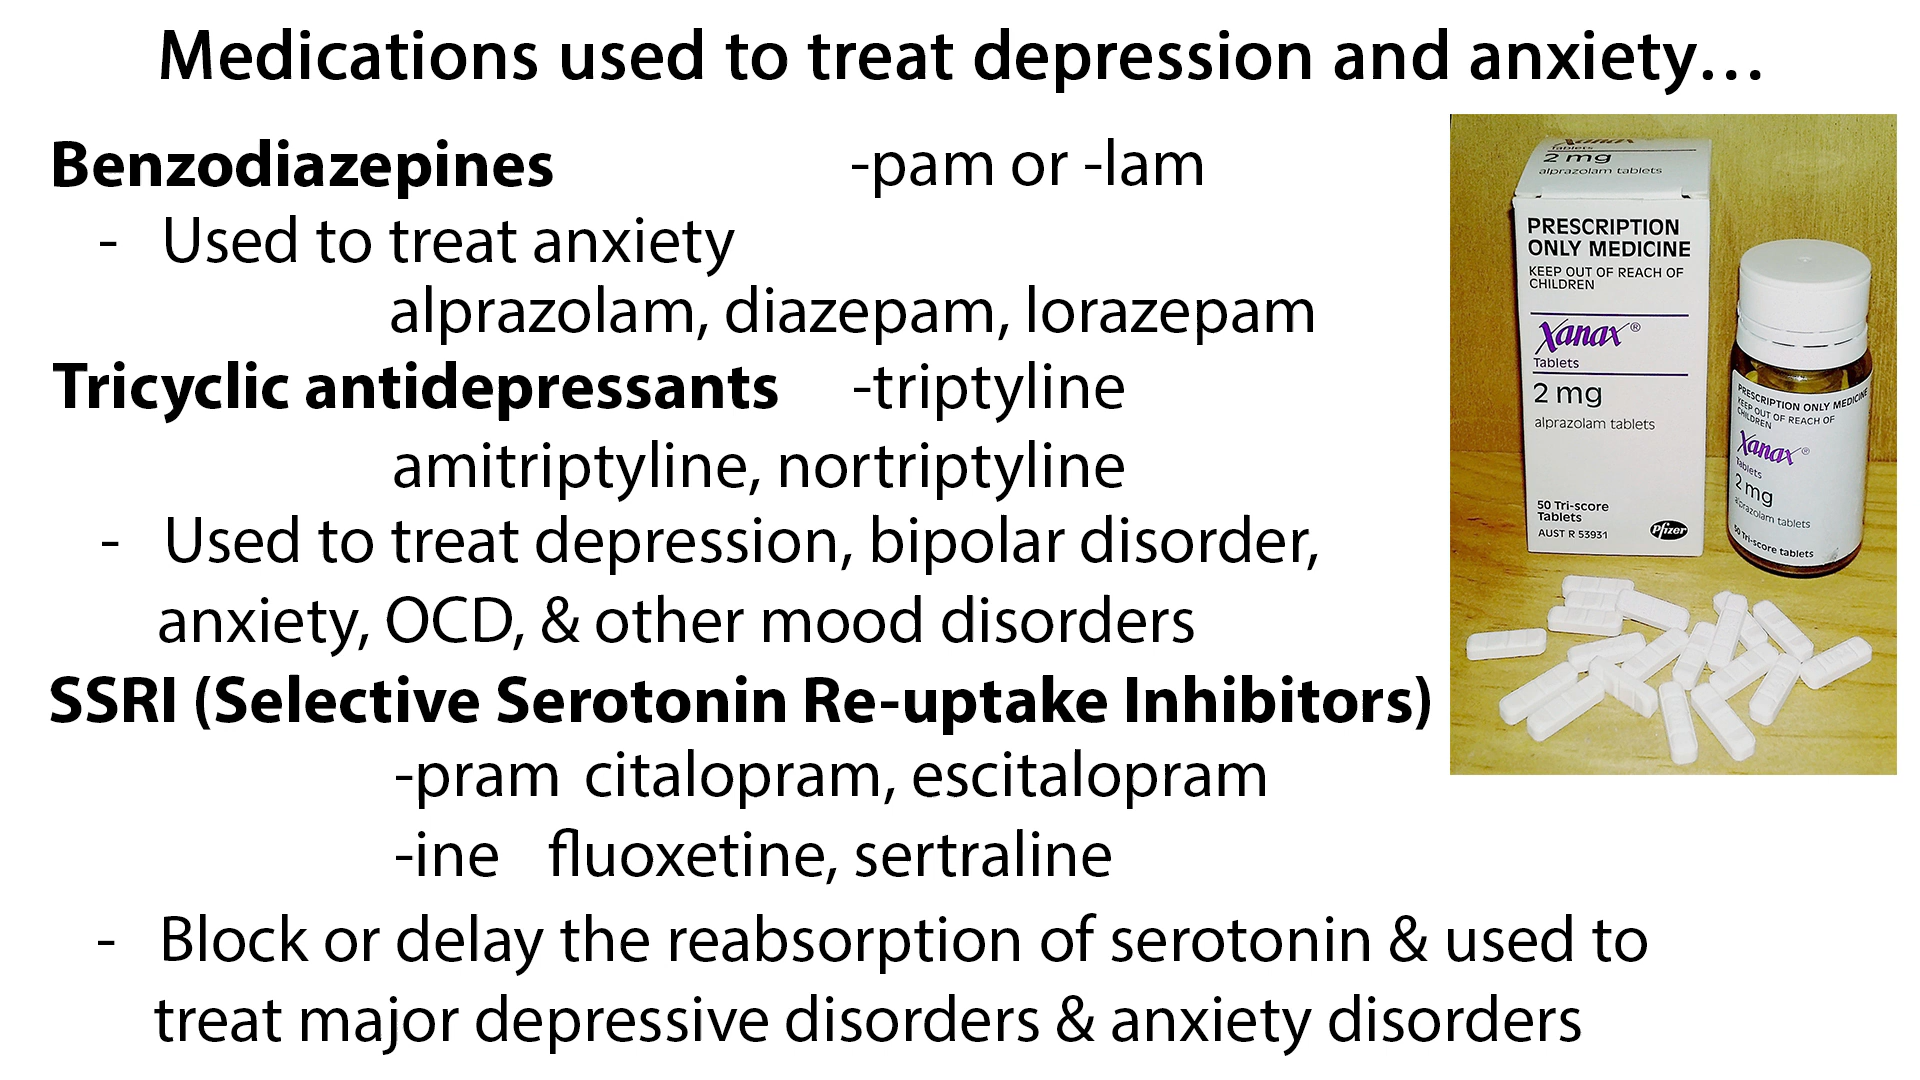 Medications used to treat depression and anxiety…
Benzodiazepines -pam or -lam
- Used to treat anxiety
alprazolam, diazepam, lorazepam
Tricyclic antidepressants -triptyline
amitriptyline, nortriptyline
- Used to treat depression, bipolar disorder,
anxiety, OCD, & other mood disorders
SSRI (Selective Serotonin Re-uptake Inhibitors)
-pram citalopram, escitalopram
-ine fluoxetine, sertraline
- Block or delay the reabsorption of serotonin & used to
treat major depressive disorders & anxiety disorders
Xanax
Tablets
2 mg
alprazolam tablets
PRESCRIPTION
ONLY MEDICINE
KEEP OUT OF REACH OF
CHILDREN
Xanax®
Tablets
2 mg
alprazolam tablets
50 Tri-score
Tablets
AUST R 53931
Pfizer
PRESCRIPTION ONLY MEDICINE
KEEP OUT OF REACH OF
CHILDREN
Xanax®
Tablets
2 mg
alprazolam tablets
50 Tri-score tablets